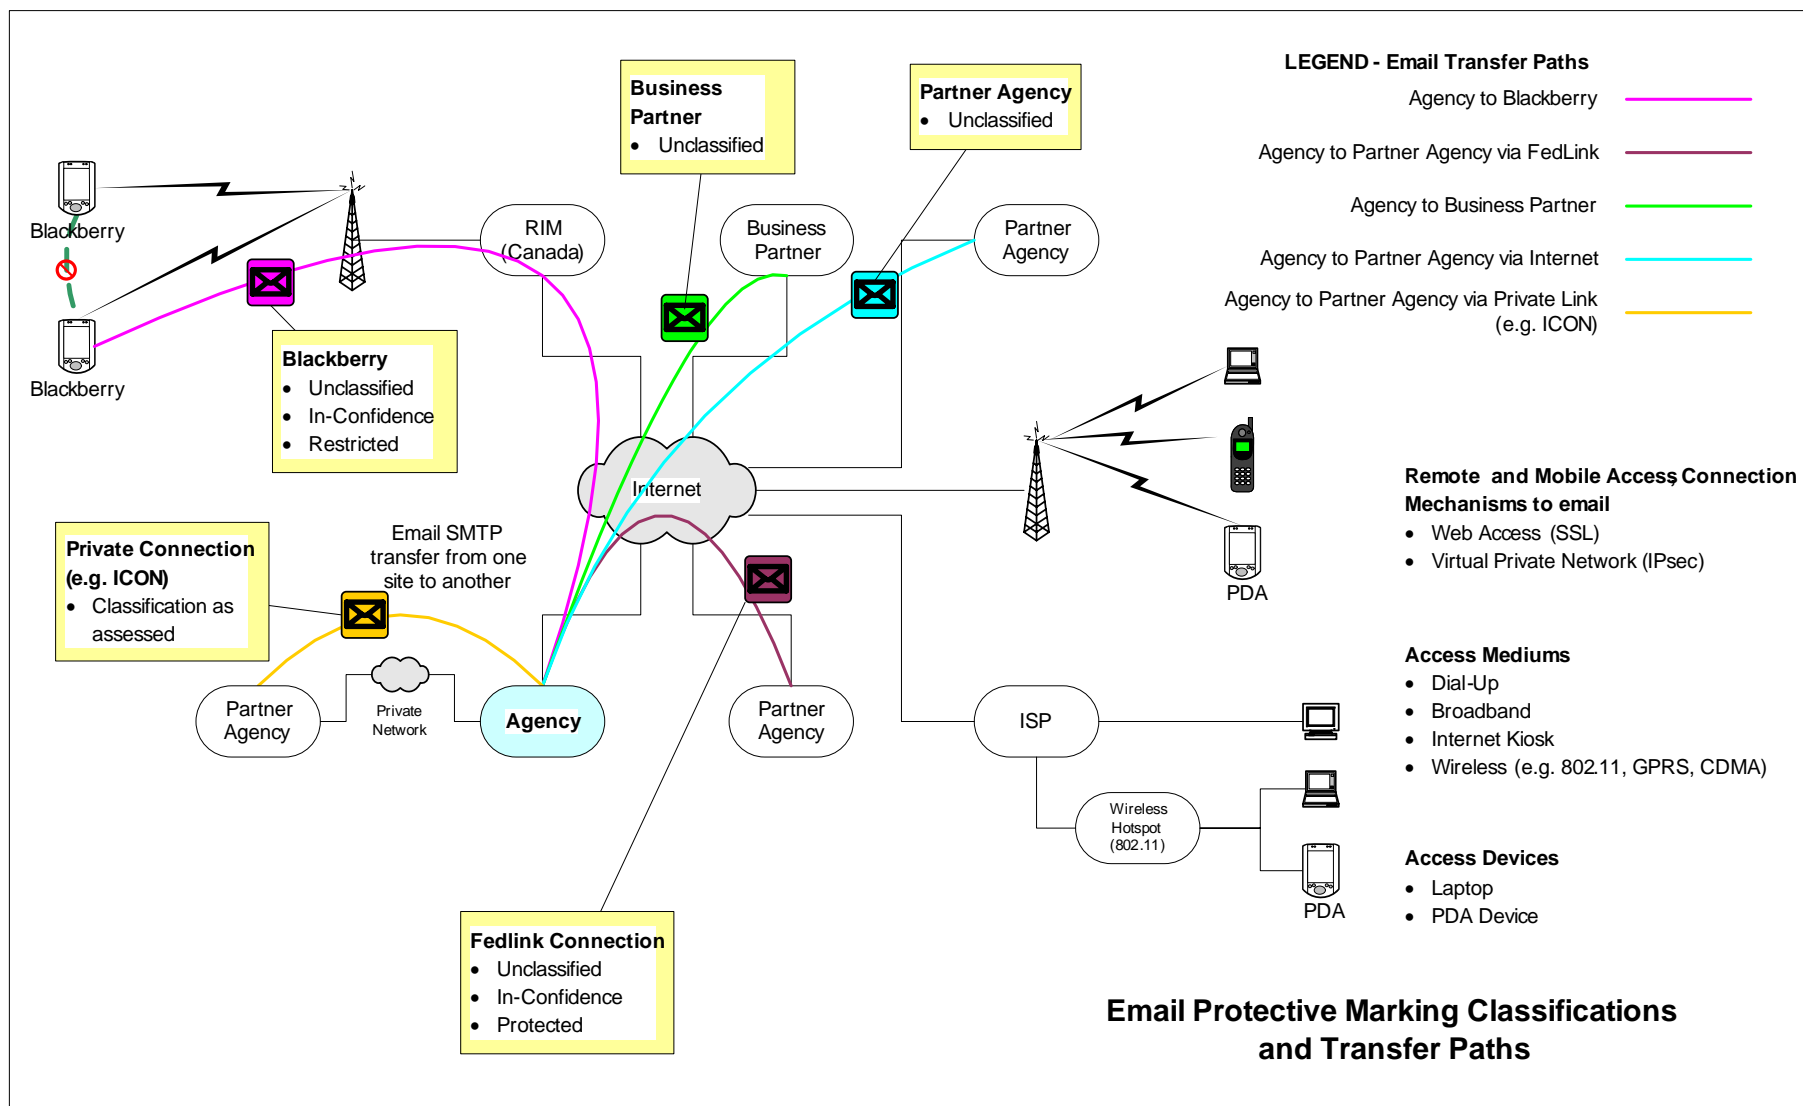 LEGEND - Email Transfer Paths
Agency to Blackberry
Agency to Partner Agency via FedLink
Agency to Business Partner
Agency to Partner Agency via Internet
Agency to Partner Agency via Private Link
(e.g. ICON)
Business
Partner
• Unclassified
Partner Agency
• Unclassified
Blackberry
Blackberry
RIM
(Canada)
Business
Partner
Partner
Agency
Blackberry
• Unclassified
• In-Confidence
• Restricted
Internet
PDA
Remote and Mobile Access, Connection
Mechanisms to email
• Web Access (SSL)
• Virtual Private Network (IPsec)
Private Connection
(e.g. ICON)
• Classification as
assessed
Email SMTP
transfer from one
site to another
Partner
Agency
Private
Network
Agency
Partner
Agency
ISP
Wireless
Hotspot
(802.11)
PDA
Access Mediums
• Dial-Up
• Broadband
• Internet Kiosk
• Wireless (e.g. 802.11, GPRS, CDMA)
Access Devices
• Laptop
• PDA Device
Fedlink Connection
• Unclassified
• In-Confidence
• Protected
Email Protective Marking Classifications
and Transfer Paths